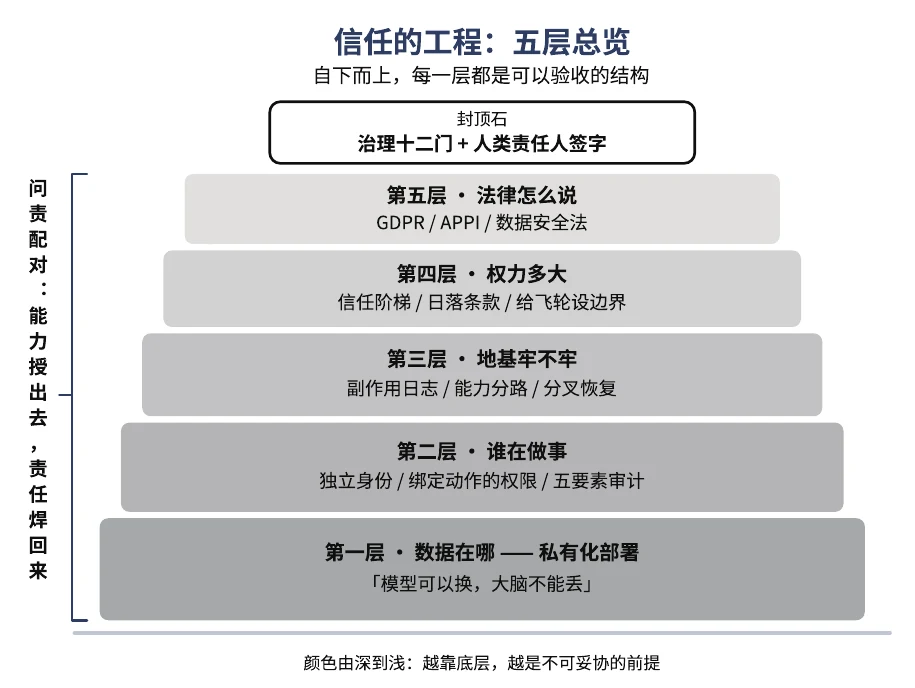 信任的工程：五层总览
自下而上，每一层都是可以验收的结构
封顶石
治理十二门 + 人类责任人签字
第五层 · 法律怎么说
GDPR / APPI / 数据安全法
第四层 · 权力多大
信任阶梯 / 日落条款 / 给飞轮设边界
第三层 · 地基牢不牢
副作用日志 / 能力分路 / 分叉恢复
第二层 · 谁在做事
独立身份 / 绑定动作的权限 / 五要素审计
第一层 · 数据在哪 —— 私有化部署
「模型可以换，大脑不能丢」
问责配对：能力授出去，责任焊回来
颜色由深到浅：越靠底层，越是不可妥协的前提